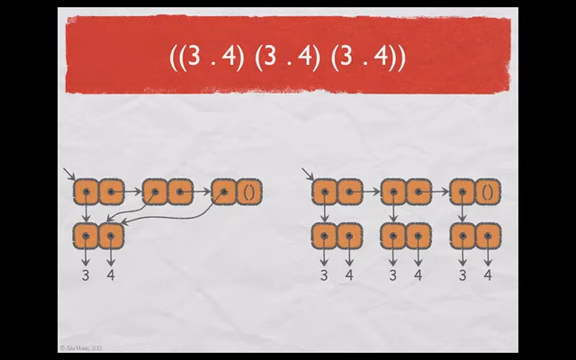 ((3 . 4) (3 . 4) (3 . 4))
() ()
3 4 3 4 3 4 3 4